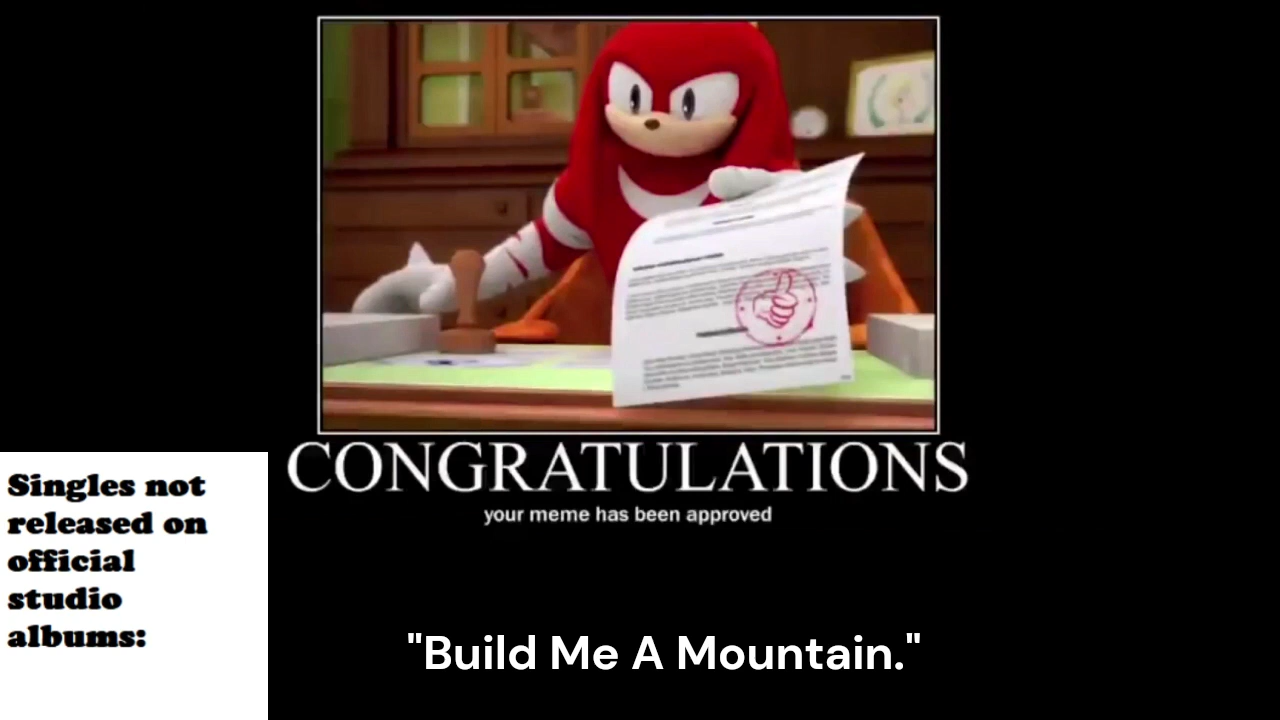 CONGRATULATIONS
your meme has been approved
Singles not
released on
official
studio
albums:
"Build Me A Mountain."